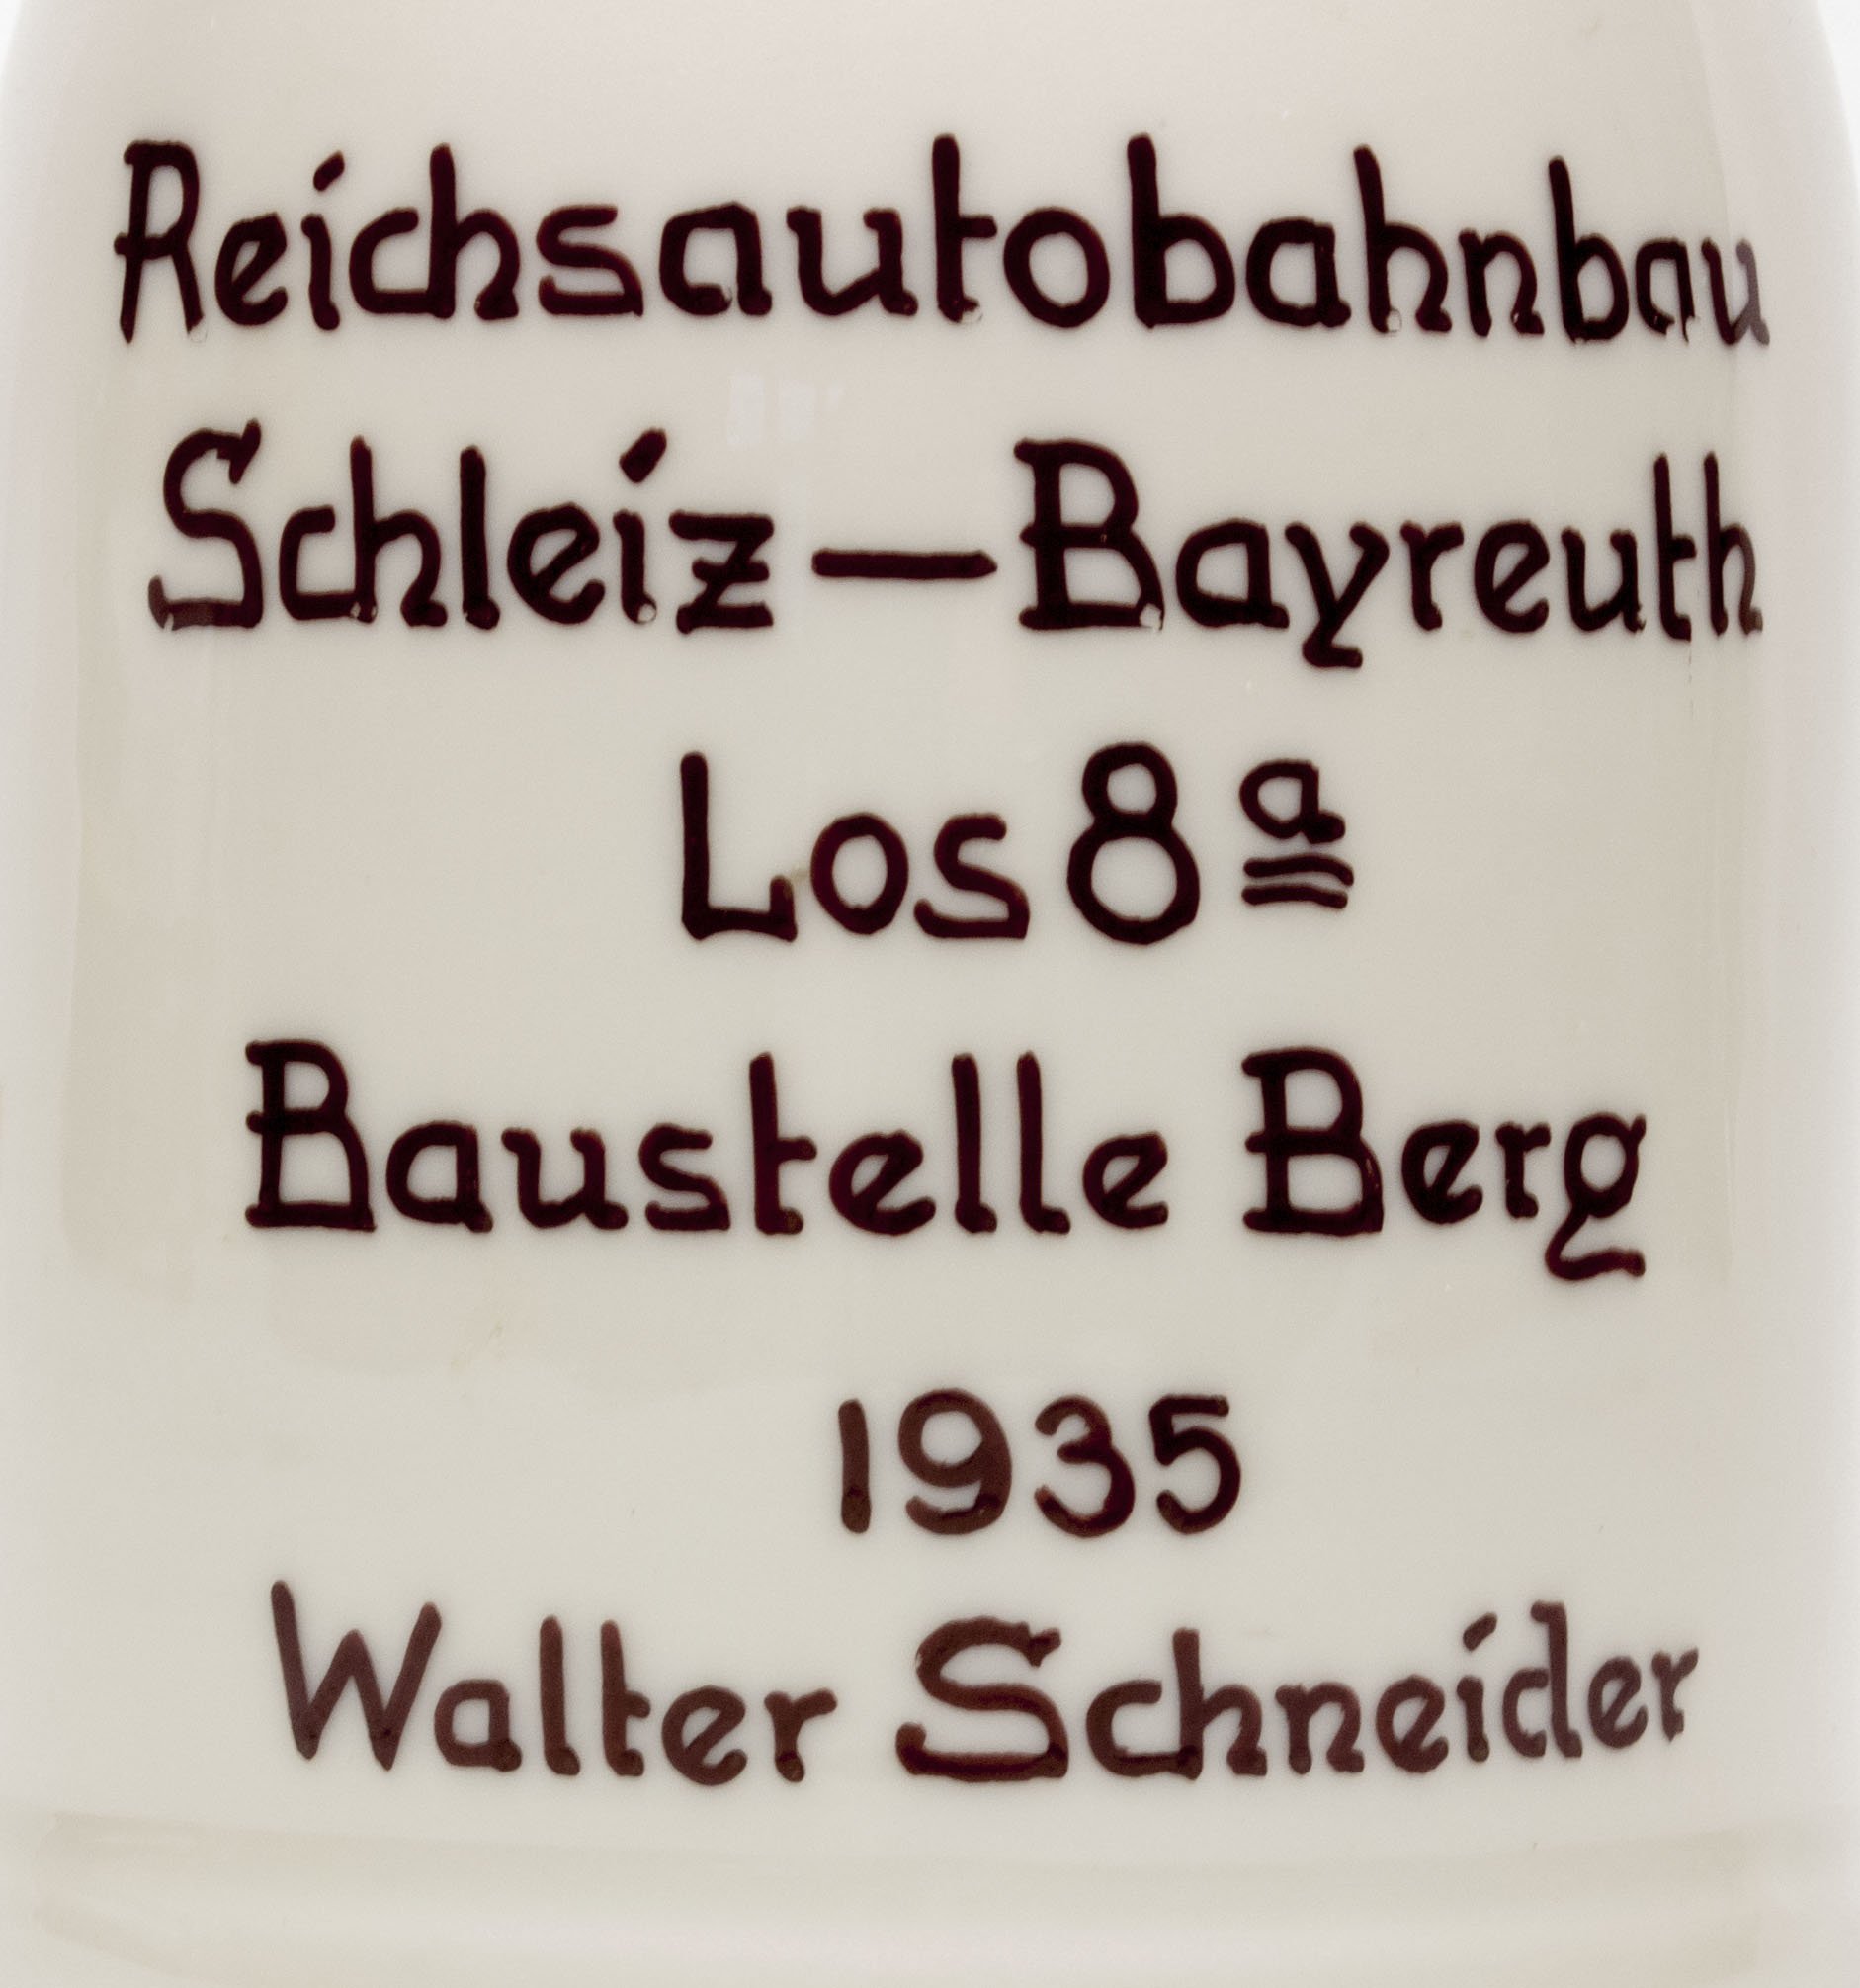 Reichsautobahnbau
Schleiz — Bayreuth
Los 8a
Baustelle Berg
1935
Walter Schneider